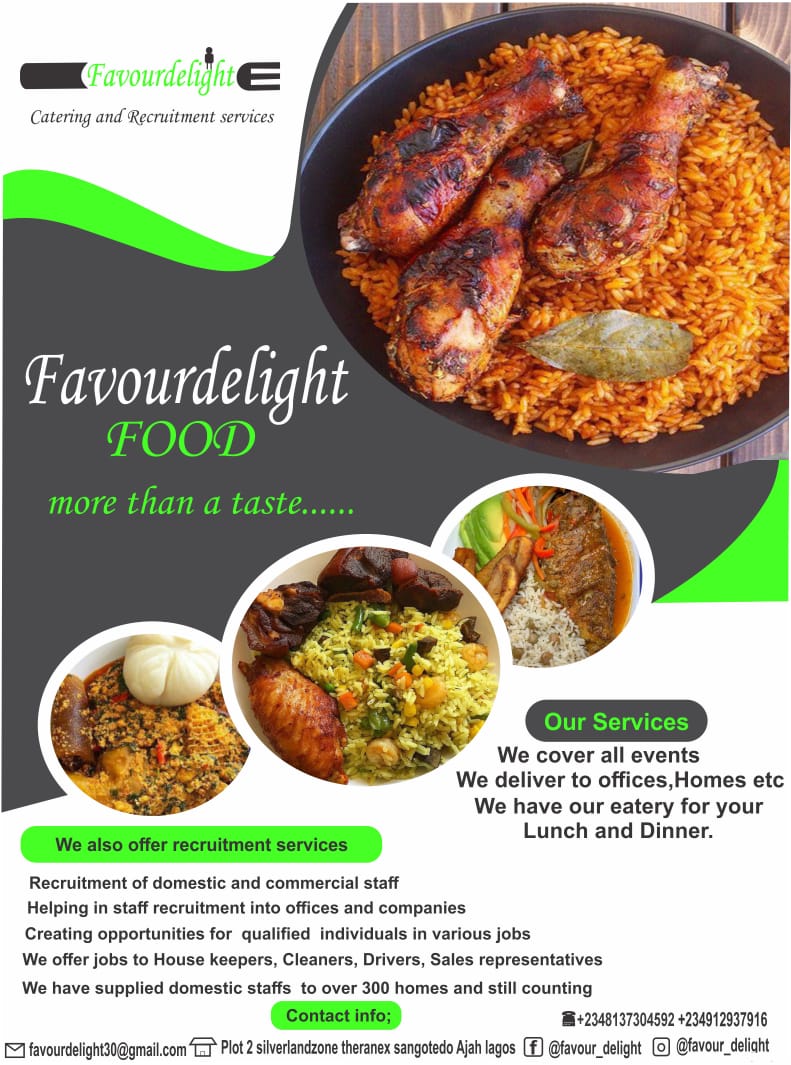 Favourdelight
Catering and Recruitment services
Favourdelight
FOOD
more than a taste......
Our Services
We cover all events
We deliver to offices,Homes etc
We have our eatery for your
Lunch and Dinner.
We also offer recruitment services
Recruitment of domestic and commercial staff
Helping in staff recruitment into offices and companies
Creating opportunities for qualified individuals in various jobs
We offer jobs to House keepers, Cleaners, Drivers, Sales representatives
We have supplied domestic staffs to over 300 homes and still counting
Contact info;
+2348137304592 +234912937916
favourdelight30@gmail.com Plot 2 silverlandzone theranex sangotedo Ajah lagos @favour_delight @favour_delight